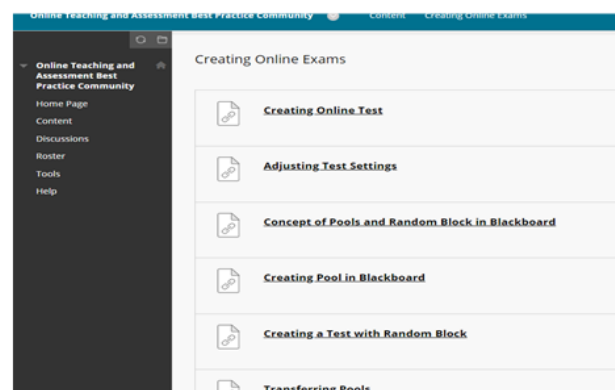 Online Teaching and Assessment Best Practice Community Content Creating Online Exams
Online Teaching and
Assessment Best
Practice Community
Home Page
Content
Discussions
Roster
Tools
Help
Creating Online Exams
Creating Online Test
Adjusting Test Settings
Concept of Pools and Random Block in Blackboard
Creating Pool in Blackboard
Creating a Test with Random Block
Transferring Pools